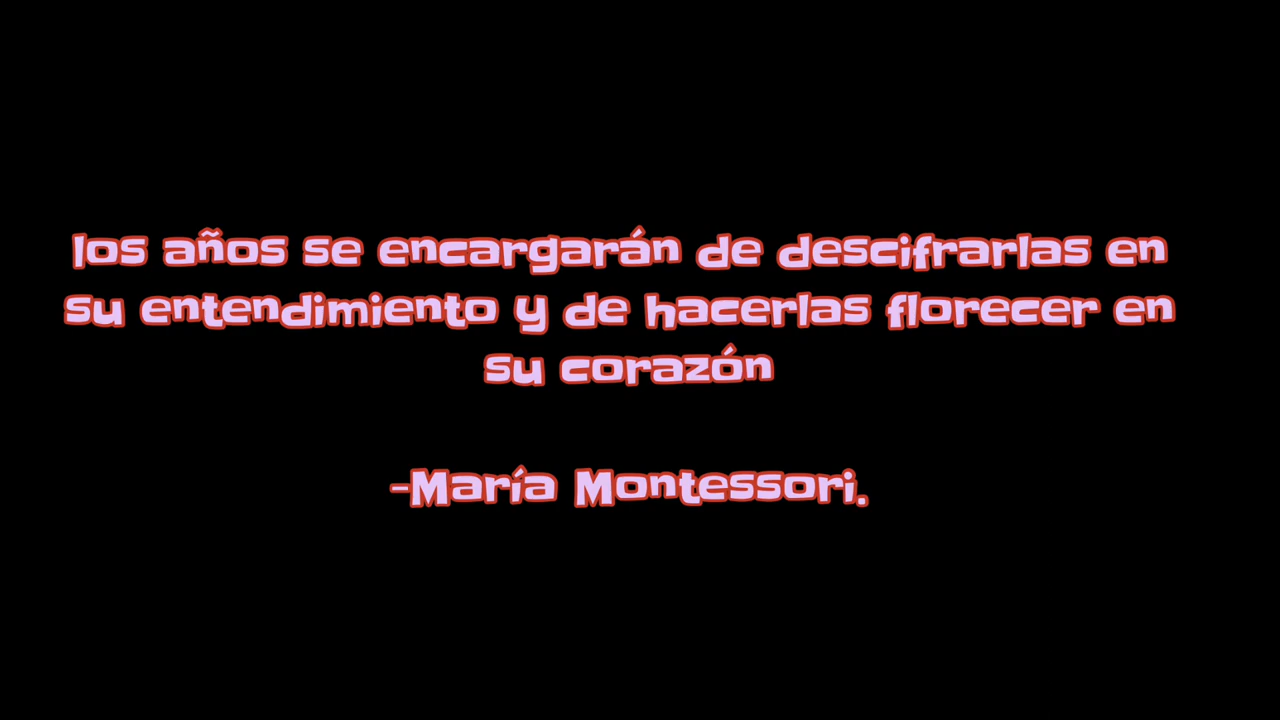 los años se encargarán de descifrarlas en
su entendimiento y de hacerlas florecer en
su corazón
-María Montessori.